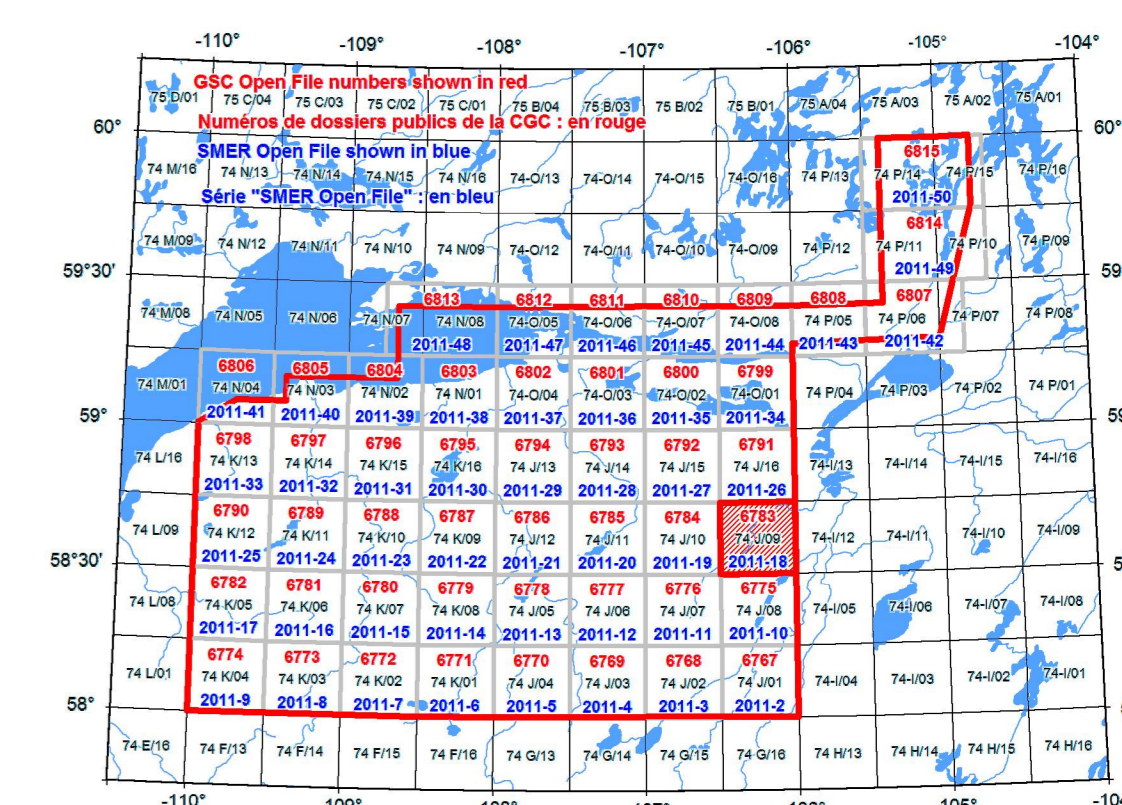 -110° -109° -108° -107° -106° -105° -104°
GSC Open File numbers shown in red
75 D/01 75 C/04 75 C/03 75 C/02 75 C/01 75 B/04 75 B/03 75 B/02 75 B/01 75 A/04 75 A/03 75 A/02 75 A/01
Numéros de dossiers publics de la CGC : en rouge
60° 60°
SMER Open File shown in blue
6815
74 M/16 74 N/13 74 N/14 74 N/15 74 N/16 74-O/13 74-O/14 74-O/15 74-O/16 74 P/13 74 P/14 74 P/15 74 P/16
Série "SMER Open File" : en bleu
2011-50
6814
74 M/09 74 N/12 74 N/11 74 N/10 74 N/09 74-O/12 74-O/11 74-O/10 74-O/09 74 P/12 74 P/11 74 P/10 74 P/09
2011-49
59°30' 59
6813 6812 6811 6810 6809 6808 6807
74 M/08 74 N/05 74 N/06 74 N/07 74 N/08 74-O/05 74-O/06 74-O/07 74-O/08 74 P/05 74 P/06 74 P/07 74 P/08
2011-48 2011-47 2011-46 2011-45 2011-44 2011-43 2011-42
6806 6805 6804 6803 6802 6801 6800 6799
74 M/01 74 N/04 74 N/03 74 N/02 74 N/01 74-O/04 74-O/03 74-O/02 74-O/01 74 P/04 74 P/03 74 P/02 74 P/01
2011-41 2011-40 2011-39 2011-38 2011-37 2011-36 2011-35 2011-34
59° 59
6798 6797 6796 6795 6794 6793 6792 6791
74 L/16 74 K/13 74 K/14 74 K/15 74 K/16 74 J/13 74 J/14 74 J/15 74 J/16 74-I/13 74-I/14 74-I/15 74-I/16
2011-33 2011-32 2011-31 2011-30 2011-29 2011-28 2011-27 2011-26
6790 6789 6788 6787 6786 6785 6784 6783
74 L/09 74 K/12 74 K/11 74 K/10 74 K/09 74 J/12 74 J/11 74 J/10 74 J/09 74-I/12 74-I/11 74-I/10 74-I/09
2011-25 2011-24 2011-23 2011-22 2011-21 2011-20 2011-19 2011-18
58°30' 5
6782 6781 6780 6779 6778 6777 6776 6775
74 L/08 74 K/05 74 K/06 74 K/07 74 K/08 74 J/05 74 J/06 74 J/07 74 J/08 74-I/05 74-I/06 74-I/07 74-I/08
2011-17 2011-16 2011-15 2011-14 2011-13 2011-12 2011-11 2011-10
6774 6773 6772 6771 6770 6769 6768 6767
74 L/01 74 K/04 74 K/03 74 K/02 74 K/01 74 J/04 74 J/03 74 J/02 74 J/01 74-I/04 74-I/03 74-I/02 74-I/01
2011-9 2011-8 2011-7 2011-6 2011-5 2011-4 2011-3 2011-2
58°
74 E/16 74 F/13 74 F/14 74 F/15 74 F/16 74 G/13 74 G/14 74 G/15 74 G/16 74 H/13 74 H/14 74 H/15 74 H/16
-110° -109° -108° -107° -106° -105° -104